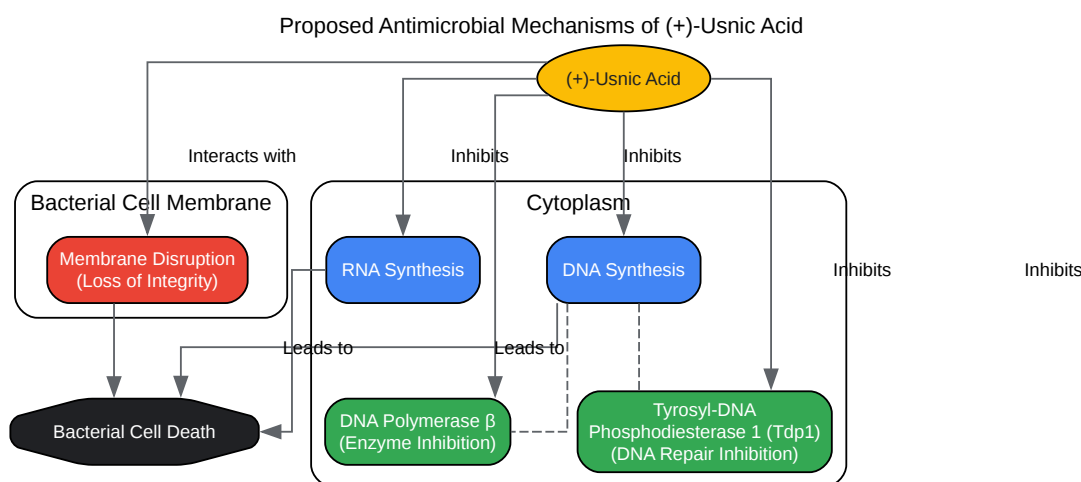 Proposed Antimicrobial Mechanisms of (+)-Usnic Acid
(+)-Usnic Acid
Interacts with
Inhibits
Inhibits
Bacterial Cell Membrane
Cytoplasm
Membrane Disruption
(Loss of Integrity)
RNA Synthesis
DNA Synthesis
Inhibits
Inhibits
Leads to
Leads to
Bacterial Cell Death
DNA Polymerase β
(Enzyme Inhibition)
Tyrosyl-DNA
Phosphodiesterase 1 (Tdp1)
(DNA Repair Inhibition)